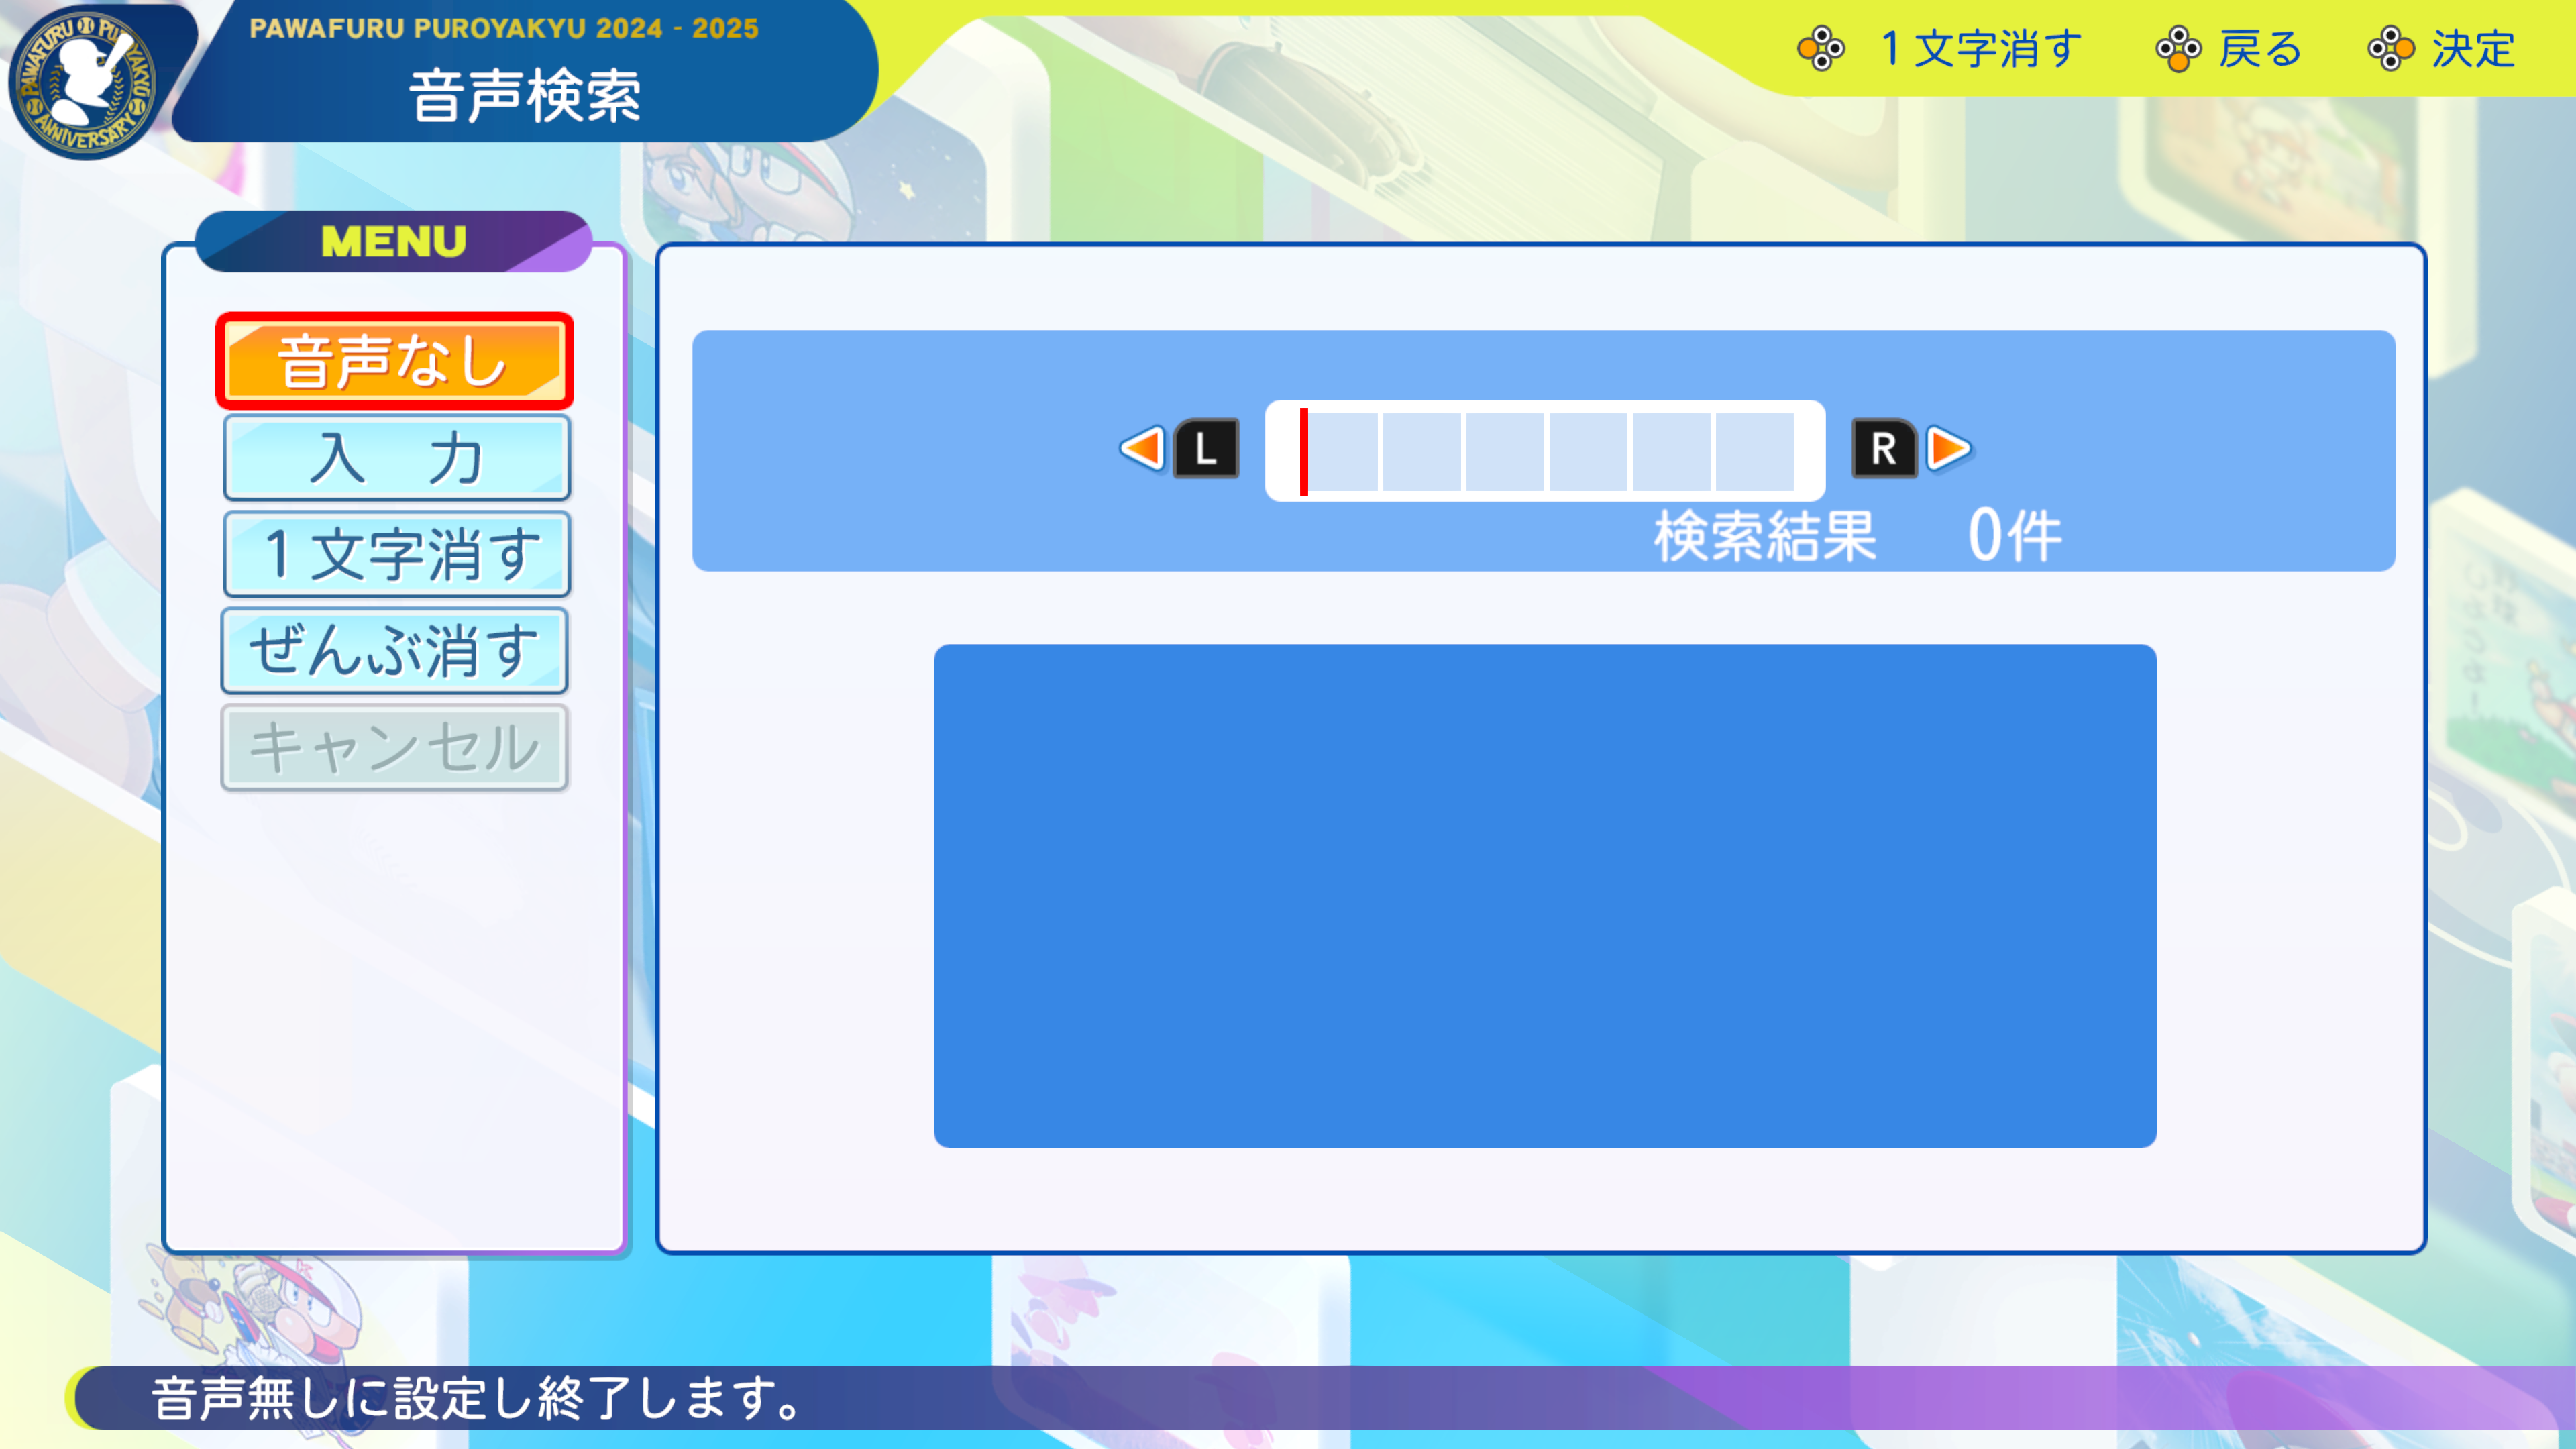 PAWAFURU PUROYAKYU 2024 - 2025
音声検索
PAWAFURU PUROYAKYU
ANNIVERSARY
1文字消す 戻る 決定
MENU
音声なし
入 力
1文字消す
ぜんぶ消す
キャンセル
L R
検索結果 0件
音声無しに設定し終了します。